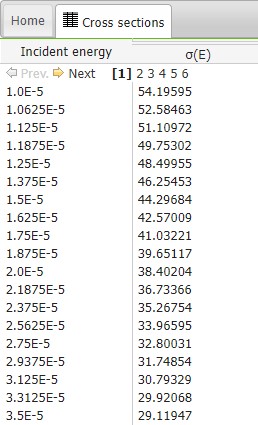 Home Cross sections
Incident energy σ(E)
Prev. Next [1] 2 3 4 5 6
1.0E-5 54.19595
1.0625E-5 52.58463
1.125E-5 51.10972
1.1875E-5 49.75302
1.25E-5 48.49955
1.375E-5 46.25453
1.5E-5 44.29684
1.625E-5 42.57009
1.75E-5 41.03221
1.875E-5 39.65117
2.0E-5 38.40204
2.1875E-5 36.73366
2.375E-5 35.26754
2.5625E-5 33.96595
2.75E-5 32.80031
2.9375E-5 31.74854
3.125E-5 30.79329
3.3125E-5 29.92068
3.5E-5 29.11947